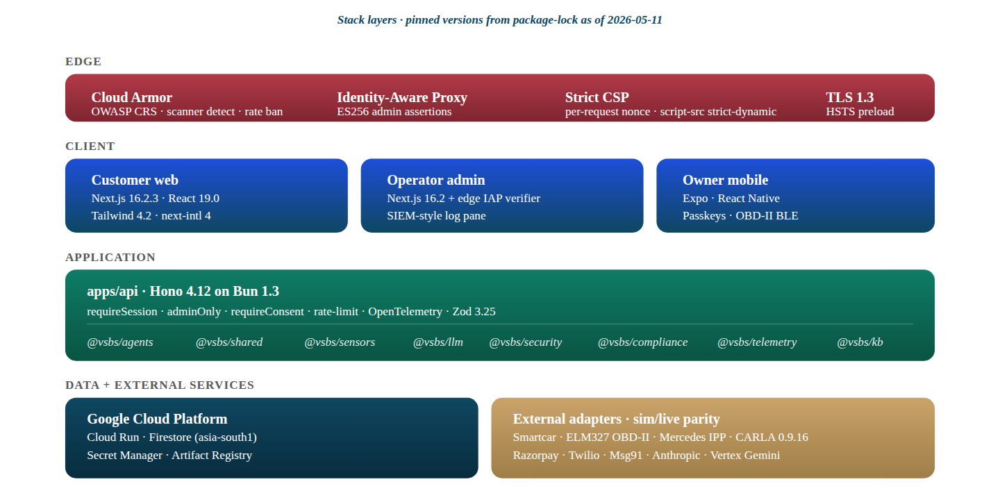 Stack layers · pinned versions from package-lock as of 2026-05-11
EDGE
Cloud Armor
OWASP CRS · scanner detect · rate ban
Identity-Aware Proxy
ES256 admin assertions
Strict CSP
per-request nonce · script-src strict-dynamic
TLS 1.3
HSTS preload
CLIENT
Customer web
Next.js 16.2.3 · React 19.0
Tailwind 4.2 · next-intl 4
Operator admin
Next.js 16.2 + edge IAP verifier
SIEM-style log pane
Owner mobile
Expo · React Native
Passkeys · OBD-II BLE
APPLICATION
apps/api · Hono 4.12 on Bun 1.3
requireSession · adminOnly · requireConsent · rate-limit · OpenTelemetry · Zod 3.25
@vsbs/agents @vsbs/shared @vsbs/sensors @vsbs/llm @vsbs/security @vsbs/compliance @vsbs/telemetry @vsbs/kb
DATA + EXTERNAL SERVICES
Google Cloud Platform
Cloud Run · Firestore (asia-south1)
Secret Manager · Artifact Registry
External adapters · sim/live parity
Smartcar · ELM327 OBD-II · Mercedes IPP · CARLA 0.9.16
Razorpay · Twilio · Msg91 · Anthropic · Vertex Gemini